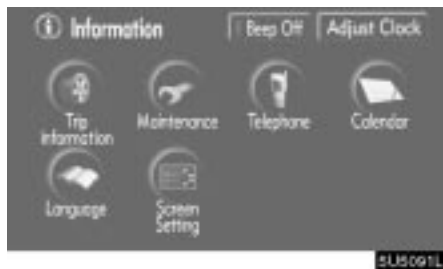 i Information Beep Off Adjust Clock
Trip information Maintenance Telephone Calendar
Language Screen Setting
5U5091L